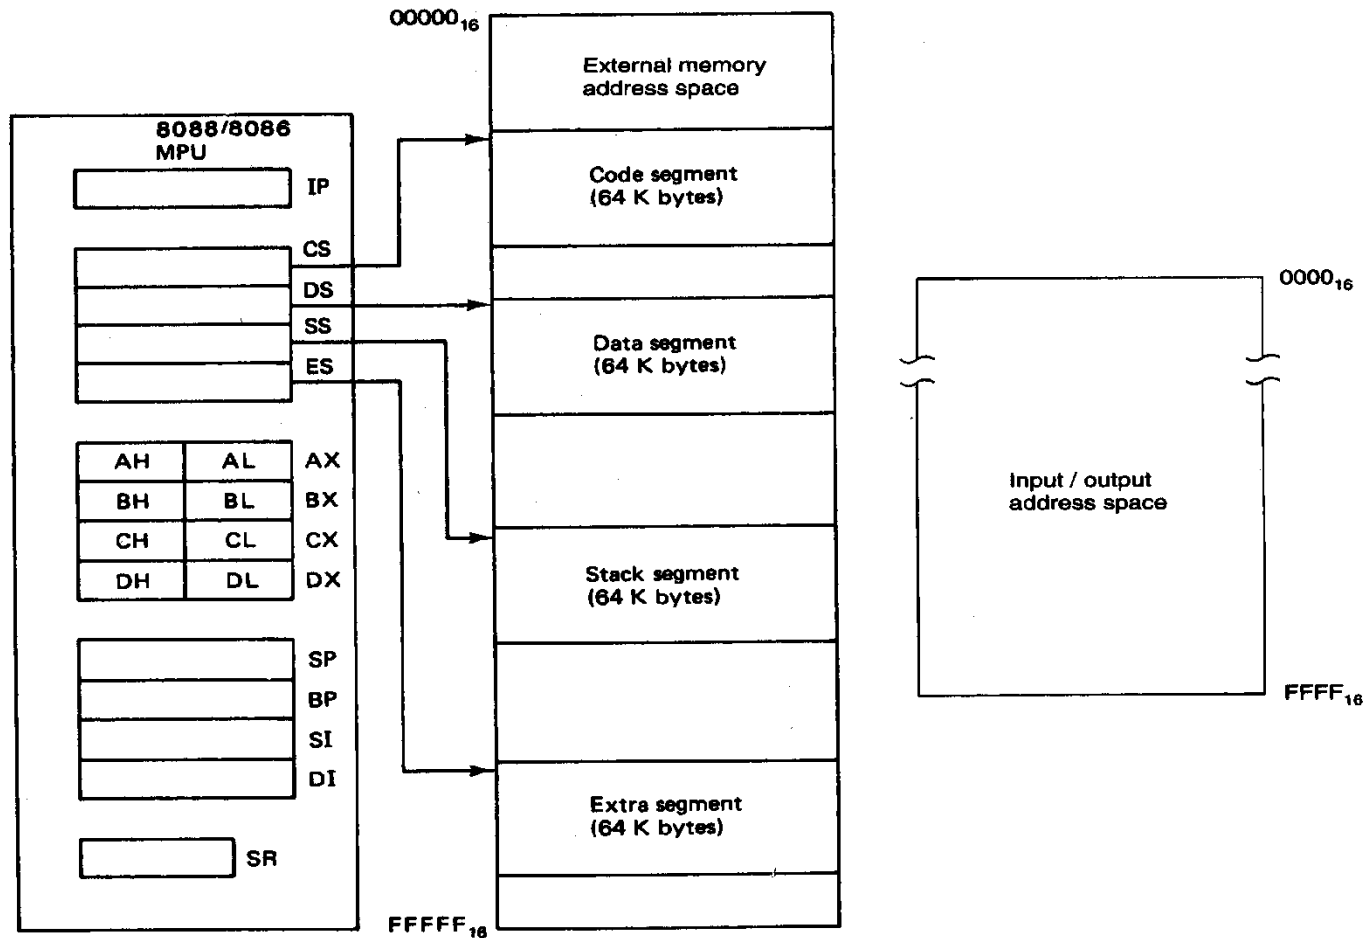 00000₁₆
External memory
address space
8088/8086
MPU
IP
CS
DS
SS
ES
AH AL AX
BH BL BX
CH CL CX
DH DL DX
SP
BP
SI
DI
SR
Code segment
(64 K bytes)
Data segment
(64 K bytes)
Stack segment
(64 K bytes)
Extra segment
(64 K bytes)
FFFFF₁₆
0000₁₆
Input / output
address space
FFFF₁₆